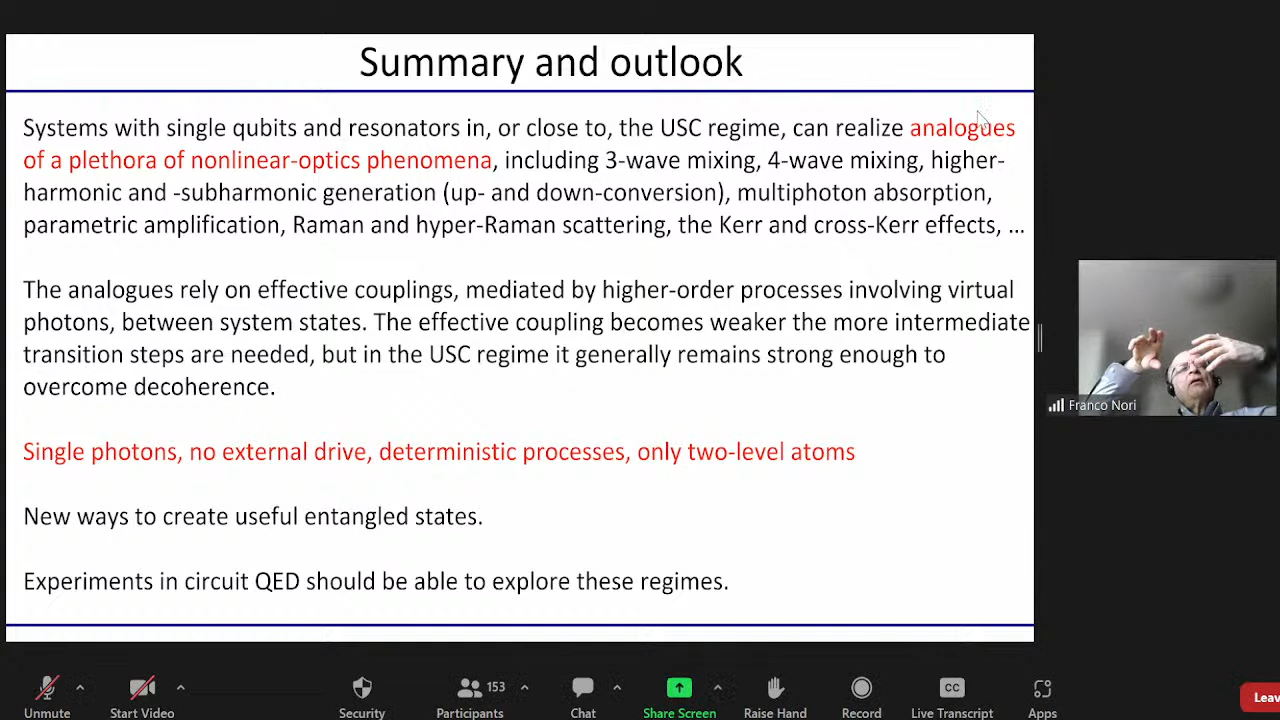 Summary and outlook
Systems with single qubits and resonators in, or close to, the USC regime, can realize analogues
of a plethora of nonlinear-optics phenomena, including 3-wave mixing, 4-wave mixing, higher-
harmonic and -subharmonic generation (up- and down-conversion), multiphoton absorption,
parametric amplification, Raman and hyper-Raman scattering, the Kerr and cross-Kerr effects, ...
The analogues rely on effective couplings, mediated by higher-order processes involving virtual
photons, between system states. The effective coupling becomes weaker the more intermediate
transition steps are needed, but in the USC regime it generally remains strong enough to
overcome decoherence.
Single photons, no external drive, deterministic processes, only two-level atoms
New ways to create useful entangled states.
Experiments in circuit QED should be able to explore these regimes.
Franco Nori
153
CC
Unmute
Start Video
Security
Participants
Chat
Share Screen
Raise Hand
Record
Live Transcript
Apps
Leav